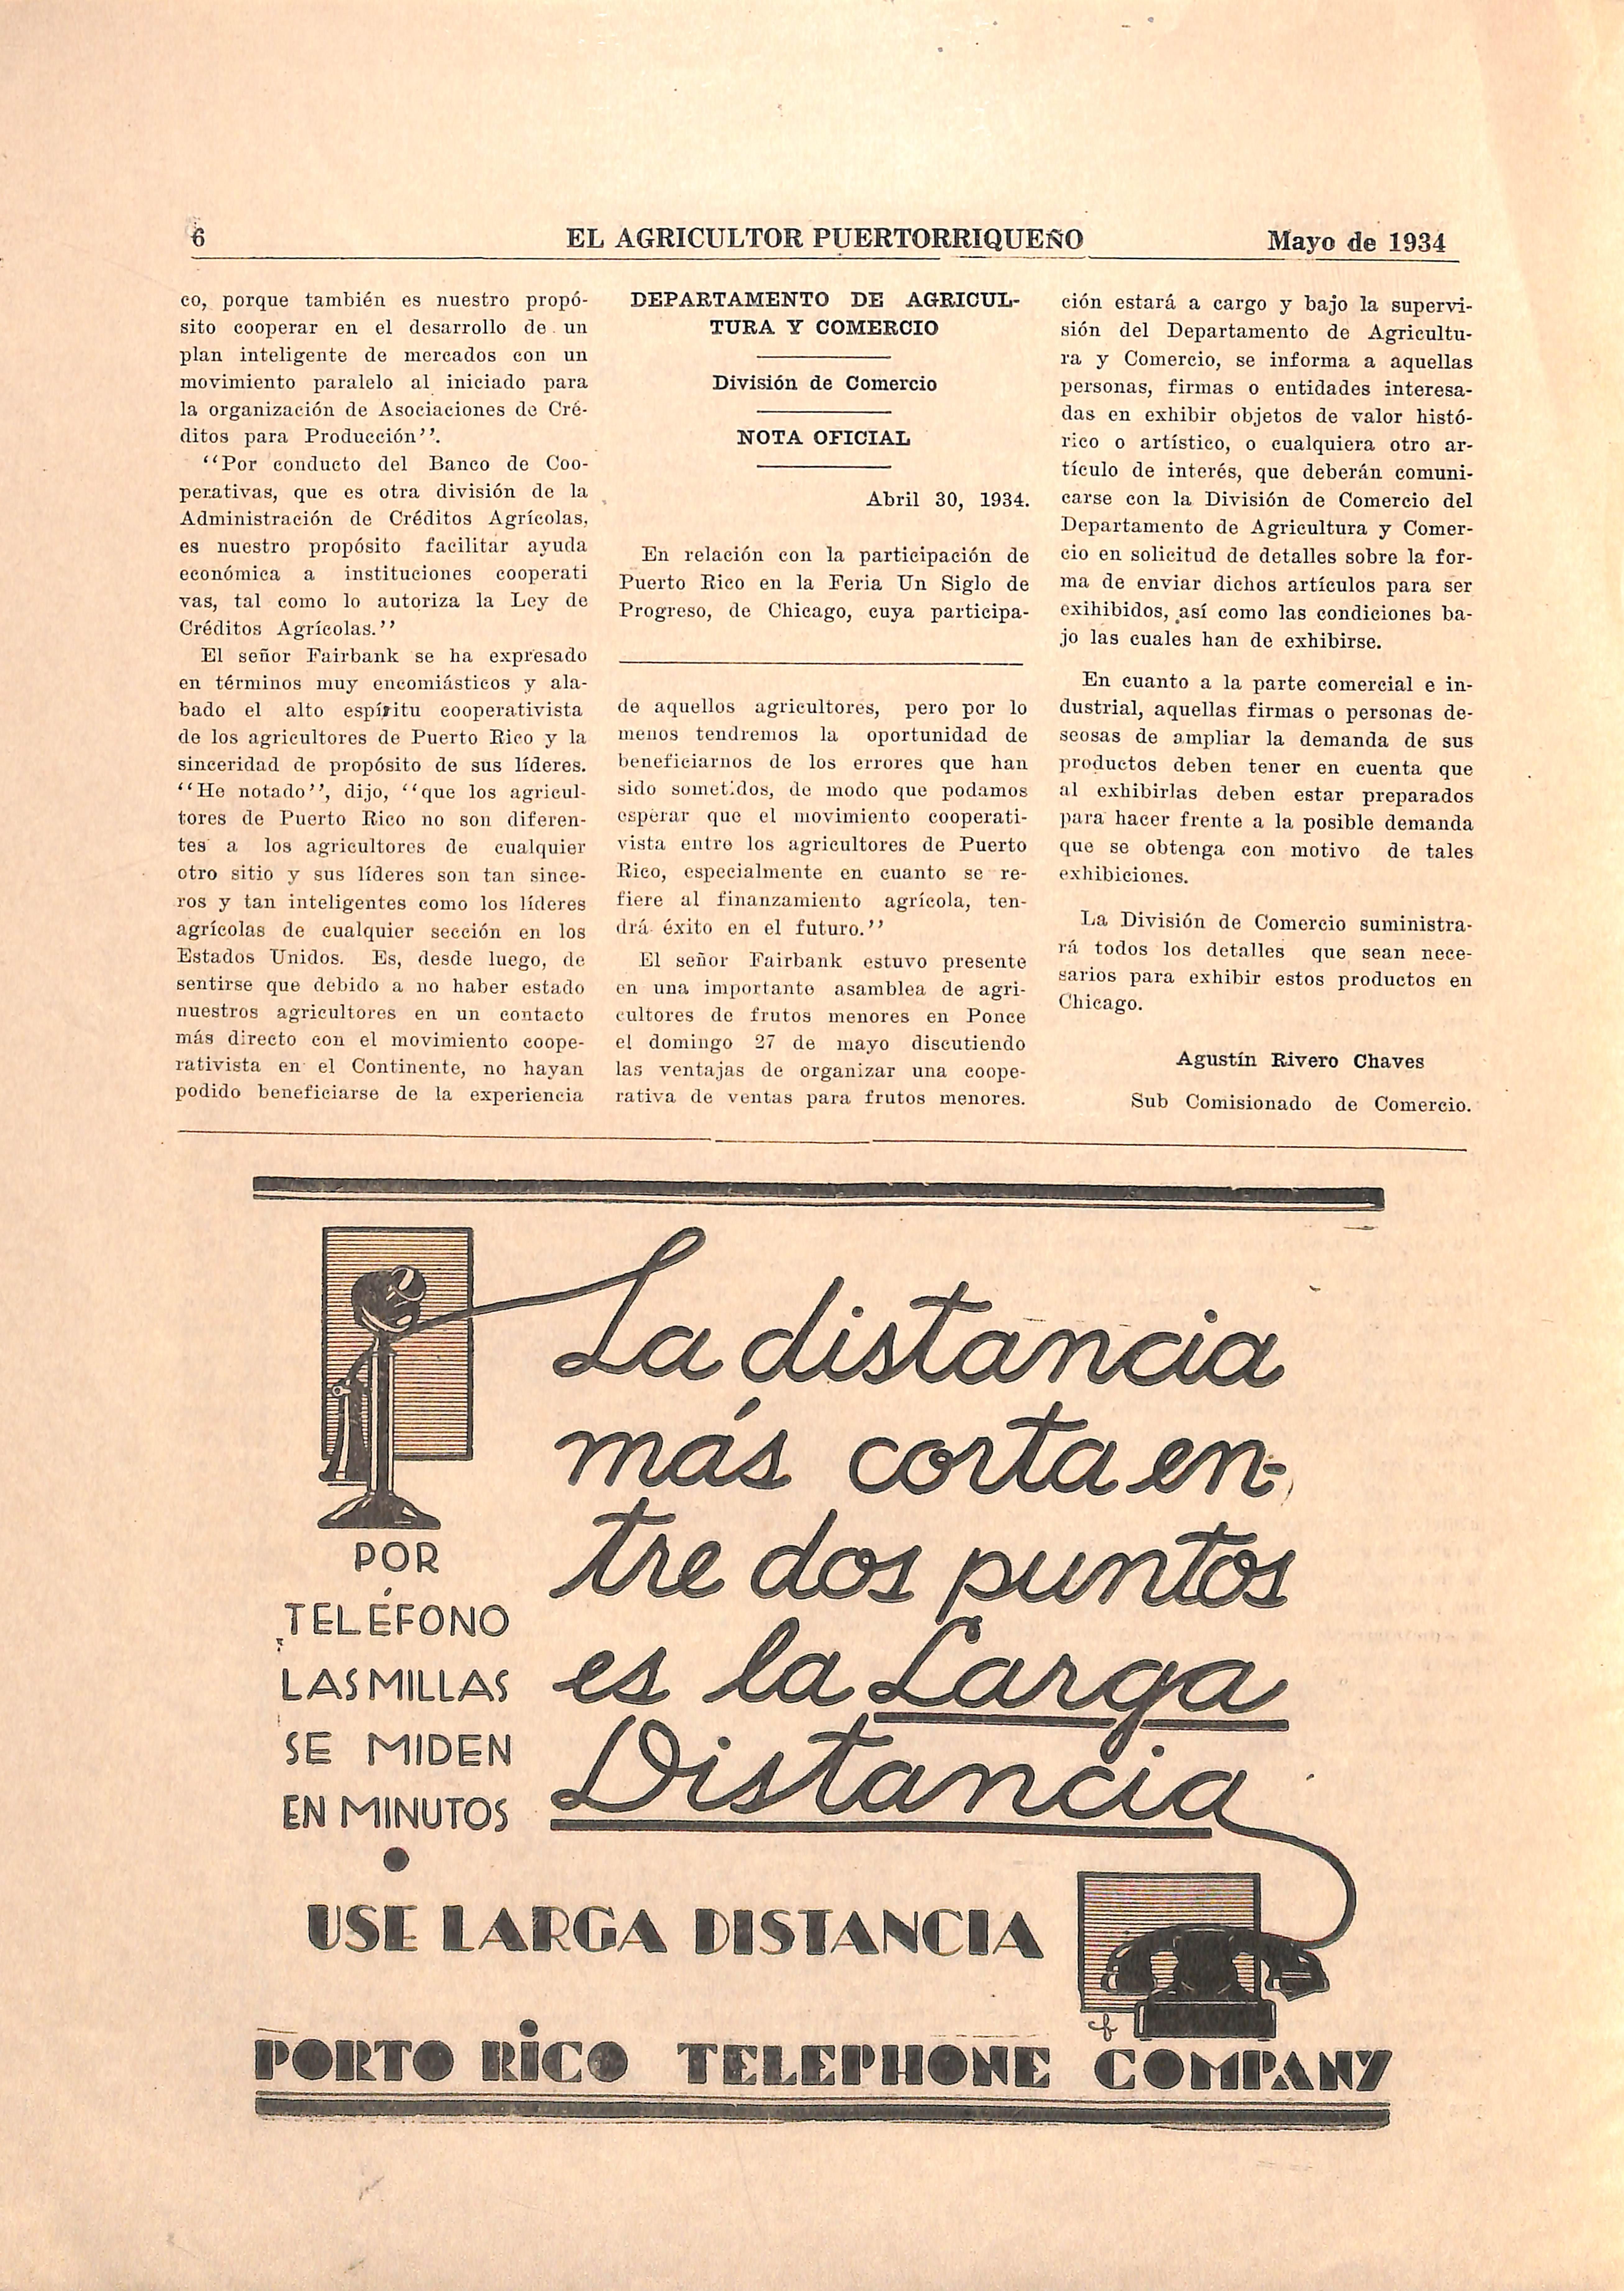 6 EL AGRICULTOR PUERTORRIQUEÑO Mayo de 1934
co, porque también es nuestro propó-
sito cooperar en el desarrollo de un
plan inteligente de mercados con un
movimiento paralelo al iniciado para
la organización de Asociaciones de Cré-
ditos para Producción’’.
‘‘Por conducto del Banco de Coo-
perativas, que es otra división de la
Administración de Créditos Agrícolas,
es nuestro propósito facilitar ayuda
económica a instituciones cooperati
vas, tal como lo autoriza la Ley de
Créditos Agrícolas.’’
El señor Fairbank se ha expresado
en términos muy encomiásticos y ala-
bado el alto espíritu cooperativista
de los agricultores de Puerto Rico y la
sinceridad de propósito de sus líderes.
‘‘He notado’’, dijo, ‘‘que los agricul-
tores de Puerto Rico no son diferen-
tes a los agricultores de cualquier
otro sitio y sus líderes son tan since-
ros y tan inteligentes como los líderes
agrícolas de cualquier sección en los
Estados Unidos. Es, desde luego, de
sentirse que debido a no haber estado
nuestros agricultores en un contacto
más directo con el movimiento coope-
rativista en el Continente, no hayan
podido beneficiarse de la experiencia
DEPARTAMENTO DE AGRICUL-
TURA Y COMERCIO
División de Comercio
NOTA OFICIAL
Abril 30, 1934.
En relación con la participación de
Puerto Rico en la Feria Un Siglo de
Progreso, de Chicago, cuya participa-
de aquellos agricultores, pero por lo
menos tendremos la oportunidad de
beneficiarnos de los errores que han
sido sometidos, de modo que podamos
esperar que el movimiento cooperati-
vista entre los agricultores de Puerto
Rico, especialmente en cuanto se re-
fiere al finanzamiento agrícola, ten-
drá éxito en el futuro.’’
El señor Fairbank estuvo presente
en una importante asamblea de agri-
cultores de frutos menores en Ponce
el domingo 27 de mayo discutiendo
las ventajas de organizar una coope-
rativa de ventas para frutos menores.
ción estará a cargo y bajo la supervi-
sión del Departamento de Agricultu-
ra y Comercio, se informa a aquellas
personas, firmas o entidades interesa-
das en exhibir objetos de valor histó-
rico o artístico, o cualquiera otro ar-
tículo de interés, que deberán comuni-
carse con la División de Comercio del
Departamento de Agricultura y Comer-
cio en solicitud de detalles sobre la for-
ma de enviar dichos artículos para ser
exihibidos, así como las condiciones ba-
jo las cuales han de exhibirse.
En cuanto a la parte comercial e in-
dustrial, aquellas firmas o personas de-
seosas de ampliar la demanda de sus
productos deben tener en cuenta que
al exhibirlas deben estar preparados
para hacer frente a la posible demanda
que se obtenga con motivo de tales
exhibiciones.
La División de Comercio suministra-
rá todos los detalles que sean nece-
sarios para exhibir estos productos en
Chicago.
Agustín Rivero Chaves
Sub Comisionado de Comercio.
La distancia
más corta en-
tre dos puntos
es la Larga
Distancia
POR
TELÉFONO
LAS MILLAS
SE MIDEN
EN MINUTOS
USE LARGA DISTANCIA
cf
PORTO RICO TELEPHONE COMPANY